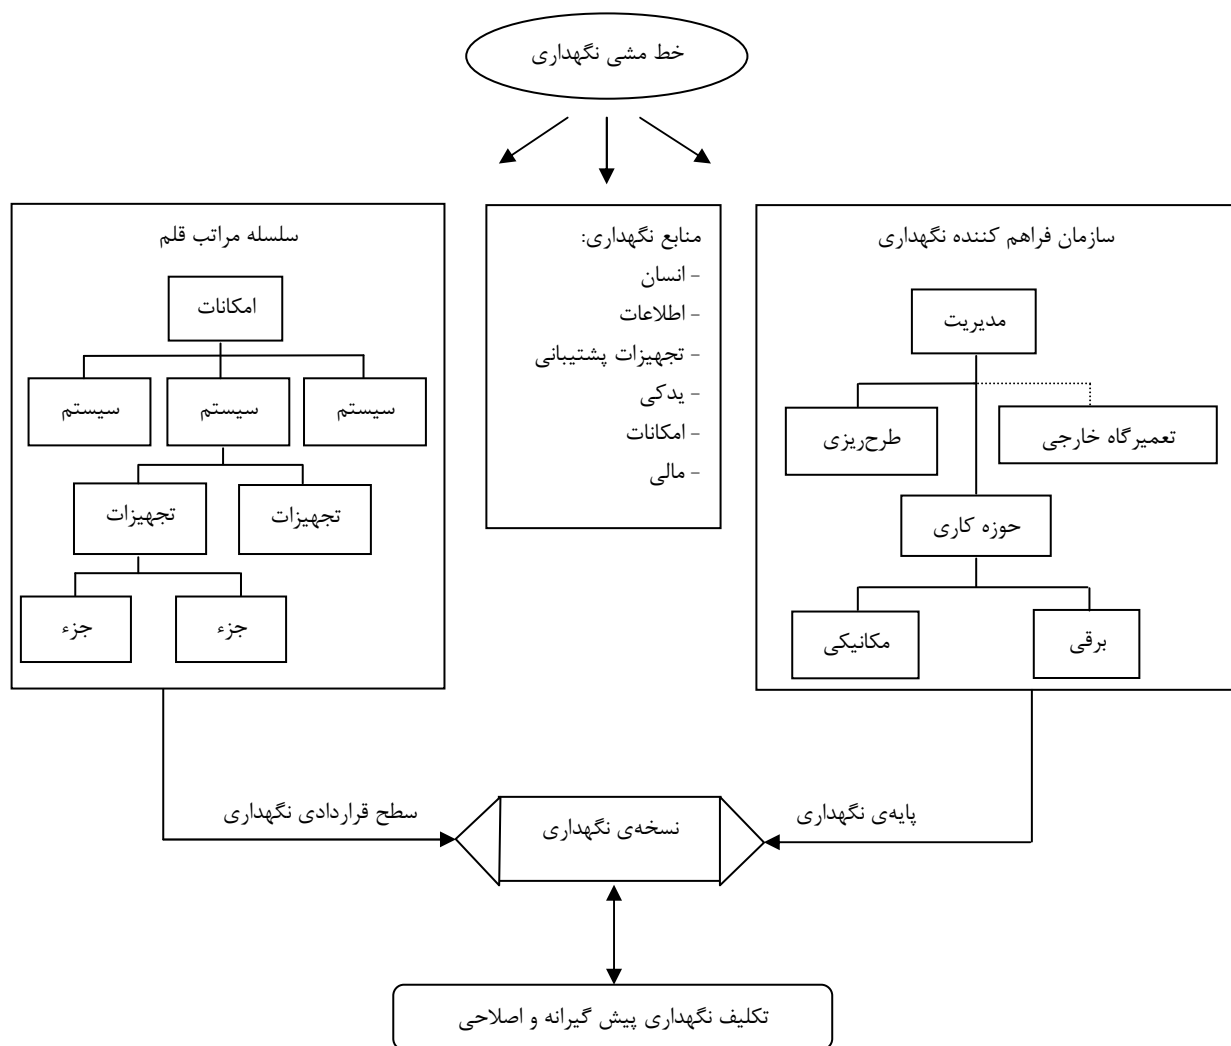 خط مشی نگهداری
سازمان فراهم کننده نگهداری
مدیریت
تعمیرگاه خارجی
طرح‌ریزی
حوزه کاری
برقی
مکانیکی
منابع نگهداری:
- انسان
- اطلاعات
- تجهیزات پشتیبانی
- یدکی
- امکانات
- مالی
سلسله مراتب قلم
امکانات
سیستم
سیستم
سیستم
تجهیزات
تجهیزات
جزء
جزء
پایه‌ی نگهداری
نسخه‌ی نگهداری
سطح قراردادی نگهداری
تکلیف نگهداری پیش گیرانه و اصلاحی